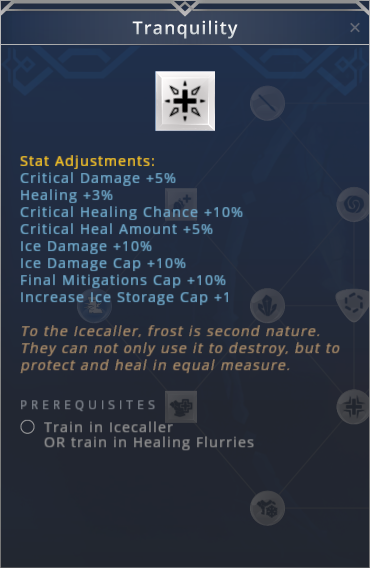 Tranquility
Stat Adjustments:
Critical Damage +5%
Healing +3%
Critical Healing Chance +10%
Critical Heal Amount +5%
Ice Damage +10%
Ice Damage Cap +10%
Final Mitigations Cap +10%
Increase Ice Storage Cap +1
To the Icecaller, frost is second nature.
They can not only use it to destroy, but to
protect and heal in equal measure.
PREREQUISITES
Train in Icecaller
OR train in Healing Flurries